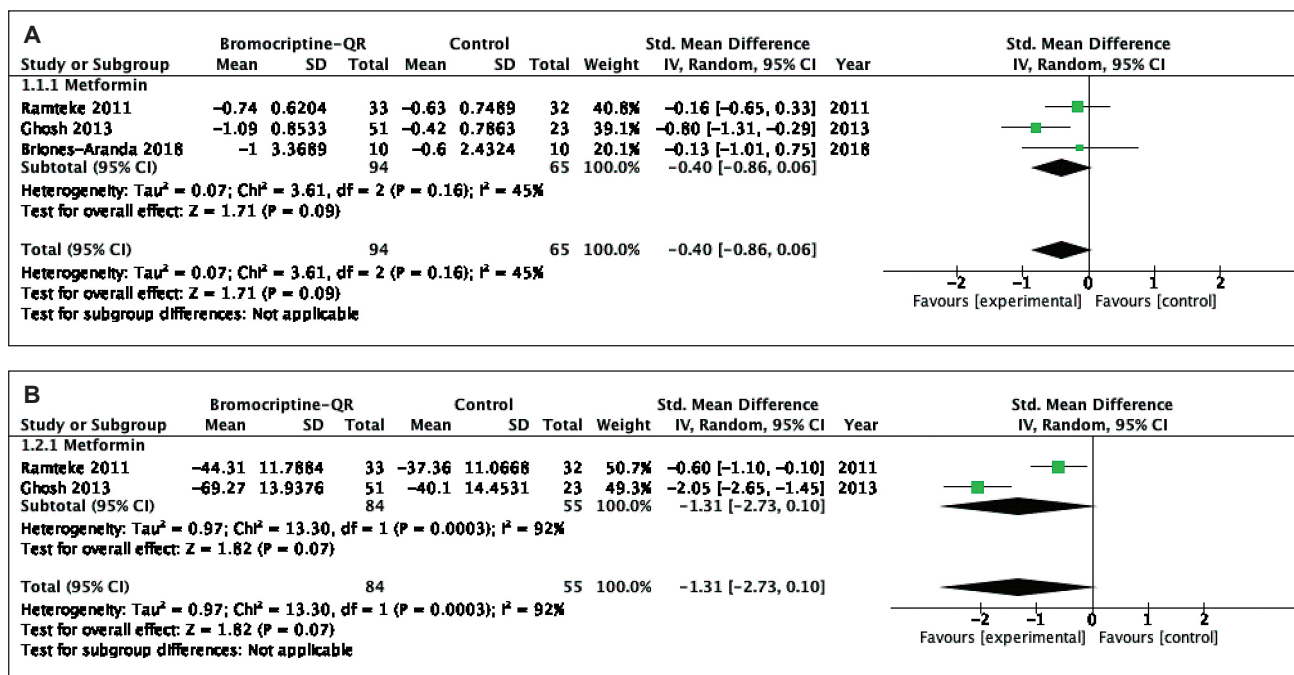 A
Bromocriptine-QR Control Std. Mean Difference Std. Mean Difference
Study or Subgroup Mean SD Total Mean SD Total Weight IV, Random, 95% CI Year IV, Random, 95% CI
1.1.1 Metformin
Ramteke 2011 −0.74 0.6204 33 −0.63 0.7489 32 40.8% −0.16 [−0.65, 0.33] 2011
Ghosh 2013 −1.09 0.8533 51 −0.42 0.7863 23 39.1% −0.80 [−1.31, −0.29] 2013
Briones-Aranda 2018 −1 3.3689 10 −0.6 2.4324 10 20.1% −0.13 [−1.01, 0.75] 2018
Subtotal (95% CI) 94 65 100.0% −0.40 [−0.86, 0.06]
Heterogeneity: Tau² = 0.07; Chi² = 3.61, df = 2 (P = 0.16); I² = 45%
Test for overall effect: Z = 1.71 (P = 0.09)
Total (95% CI) 94 65 100.0% −0.40 [−0.86, 0.06]
Heterogeneity: Tau² = 0.07; Chi² = 3.61, df = 2 (P = 0.16); I² = 45%
Test for overall effect: Z = 1.71 (P = 0.09)
Test for subgroup differences: Not applicable
−2 −1 0 1 2
Favours [experimental] Favours [control]
B
Bromocriptine-QR Control Std. Mean Difference Std. Mean Difference
Study or Subgroup Mean SD Total Mean SD Total Weight IV, Random, 95% CI Year IV, Random, 95% CI
1.2.1 Metformin
Ramteke 2011 −44.31 11.7884 33 −37.36 11.0668 32 50.7% −0.60 [−1.10, −0.10] 2011
Ghosh 2013 −69.27 13.9376 51 −40.1 14.4531 23 49.3% −2.05 [−2.65, −1.45] 2013
Subtotal (95% CI) 84 55 100.0% −1.31 [−2.73, 0.10]
Heterogeneity: Tau² = 0.97; Chi² = 13.30, df = 1 (P = 0.0003); I² = 92%
Test for overall effect: Z = 1.82 (P = 0.07)
Total (95% CI) 84 55 100.0% −1.31 [−2.73, 0.10]
Heterogeneity: Tau² = 0.97; Chi² = 13.30, df = 1 (P = 0.0003); I² = 92%
Test for overall effect: Z = 1.82 (P = 0.07)
Test for subgroup differences: Not applicable
−2 −1 0 1 2
Favours [experimental] Favours [control]